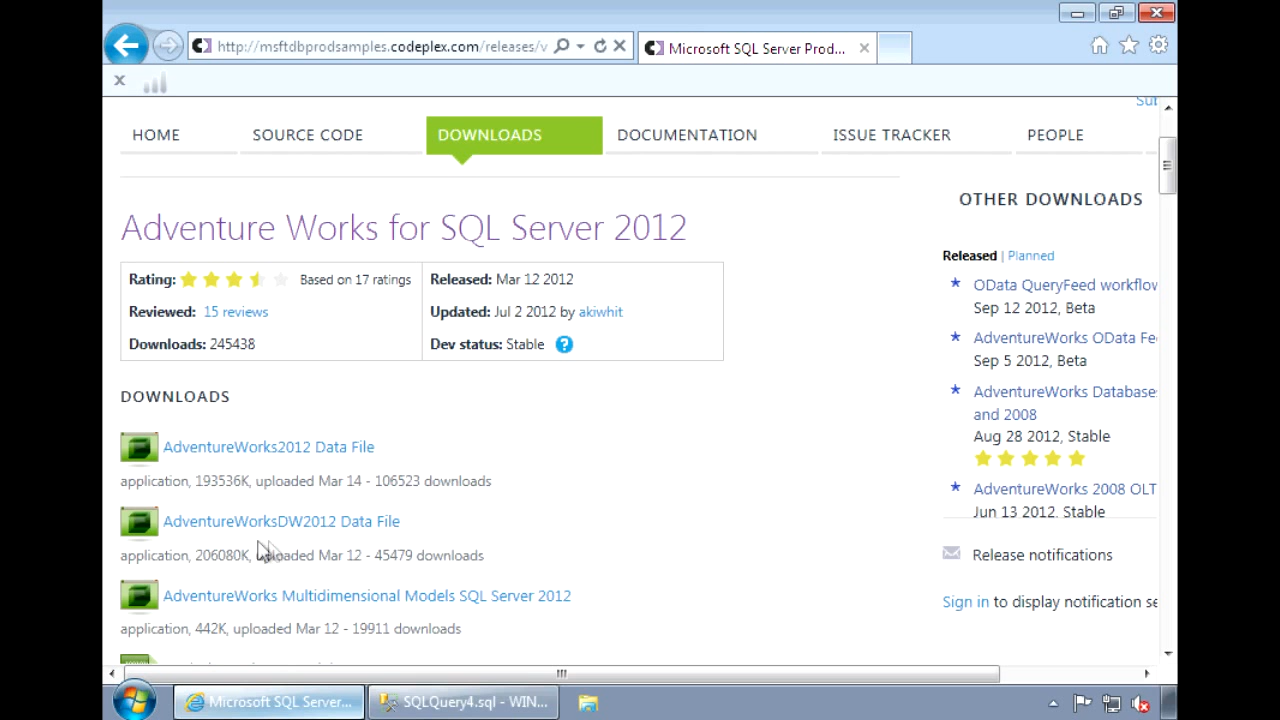 http://msftdbprodsamples.codeplex.com/releases/v
Microsoft SQL Server Prod...
Sub
HOME
SOURCE CODE
DOWNLOADS
DOCUMENTATION
ISSUE TRACKER
PEOPLE
Adventure Works for SQL Server 2012
Rating: Based on 17 ratings
Reviewed: 15 reviews
Downloads: 245438
Released: Mar 12 2012
Updated: Jul 2 2012 by akiwhit
Dev status: Stable ?
DOWNLOADS
AdventureWorks2012 Data File
application, 193536K, uploaded Mar 14 - 106523 downloads
AdventureWorksDW2012 Data File
application, 206080K, uploaded Mar 12 - 45479 downloads
AdventureWorks Multidimensional Models SQL Server 2012
application, 442K, uploaded Mar 12 - 19911 downloads
OTHER DOWNLOADS
Released | Planned
OData QueryFeed workflow
Sep 12 2012, Beta
AdventureWorks OData Fe
Sep 5 2012, Beta
AdventureWorks Databases
and 2008
Aug 28 2012, Stable
AdventureWorks 2008 OLT
Jun 13 2012, Stable
Release notifications
Sign in to display notification se
Microsoft SQL Server...
SQLQuery4.sql - WIN...